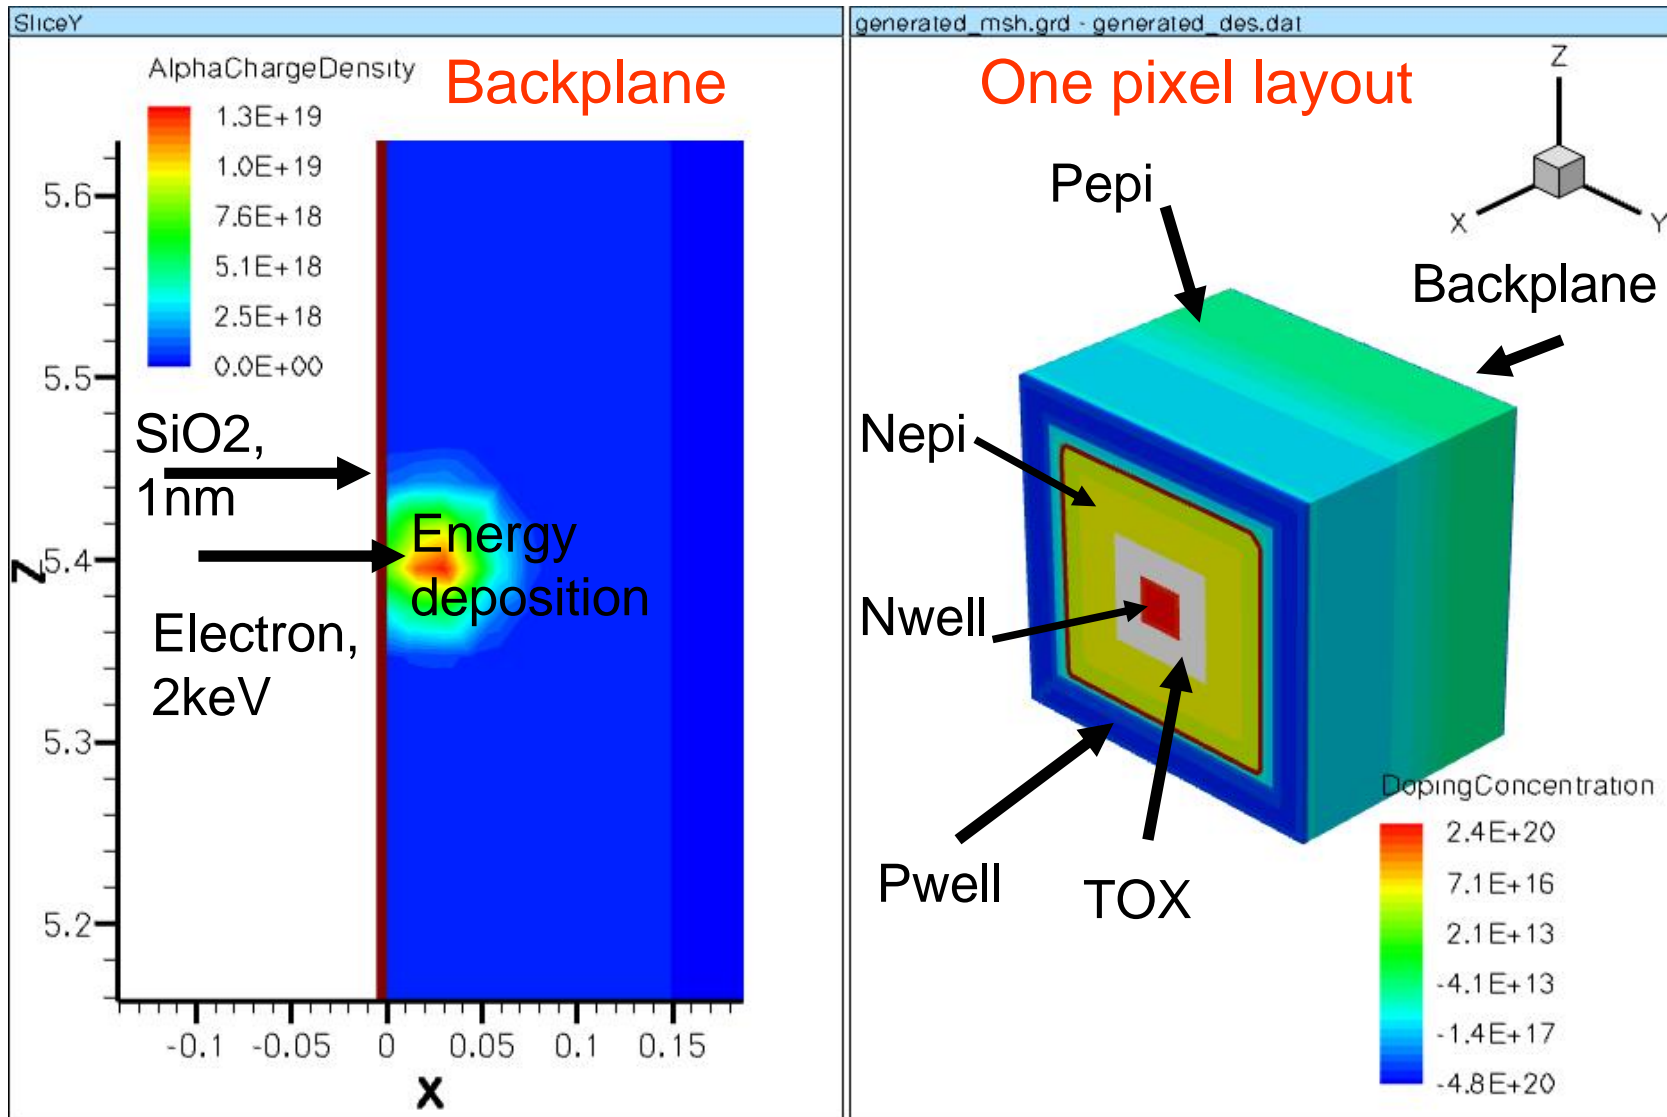 SliceY
AlphaChargeDensity
Backplane
1.3E+19
1.0E+19
7.6E+18
5.1E+18
2.5E+18
0.0E+00
5.6
5.5
5.4
5.3
5.2
Z
SiO2,
1nm
Energy
deposition
Electron,
2keV
-0.1 -0.05 0 0.05 0.1 0.15
X
generated_msh.grd - generated_des.dat
One pixel layout
Z
X
Y
Pepi
Backplane
Nepi
Nwell
Pwell
TOX
DopingConcentration
2.4E+20
7.1E+16
2.1E+13
-4.1E+13
-1.4E+17
-4.8E+20